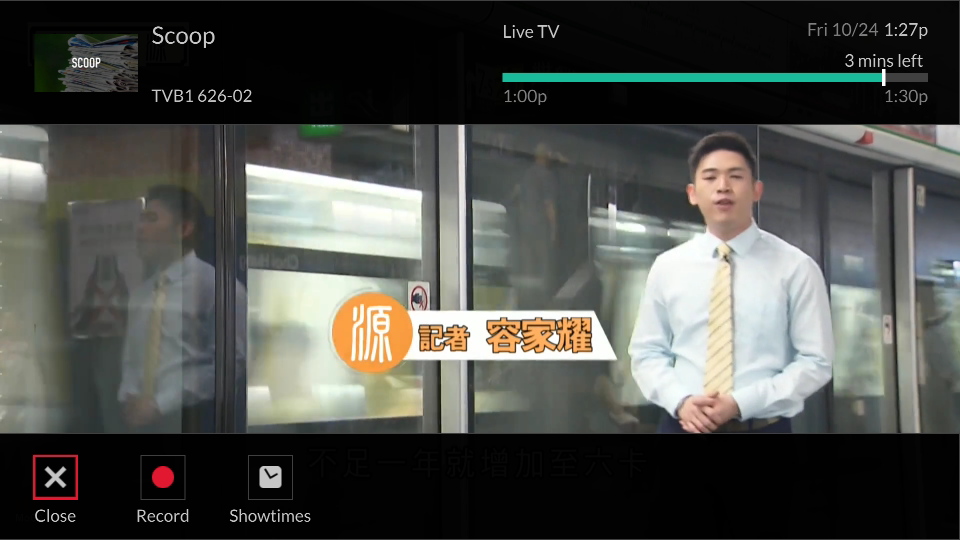 SCOOP
Scoop
TVB1 626-02
Live TV
Fri 10/24 1:27p
3 mins left
1:00p
1:30p
源
記者 容家耀
不足一年就增加至六卡
Close
Record
Showtimes